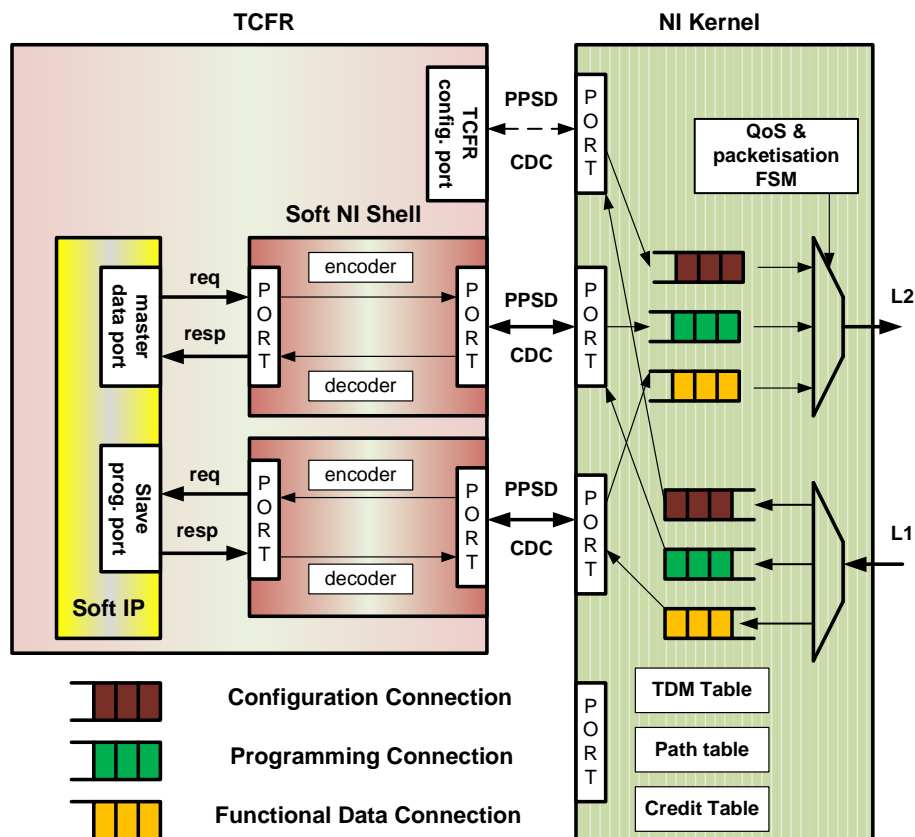 TCFR
NI Kernel
TCFR
config. port
PPSD
CDC
PORT
QoS &
packetisation
FSM
Soft NI Shell
master
data port
req
resp
PORT
encoder
decoder
PORT
PPSD
CDC
PORT
L2
Slave
prog. port
req
resp
PORT
encoder
decoder
PORT
PPSD
CDC
PORT
L1
Soft IP
PORT
TDM Table
Path table
Credit Table
Configuration Connection
Programming Connection
Functional Data Connection